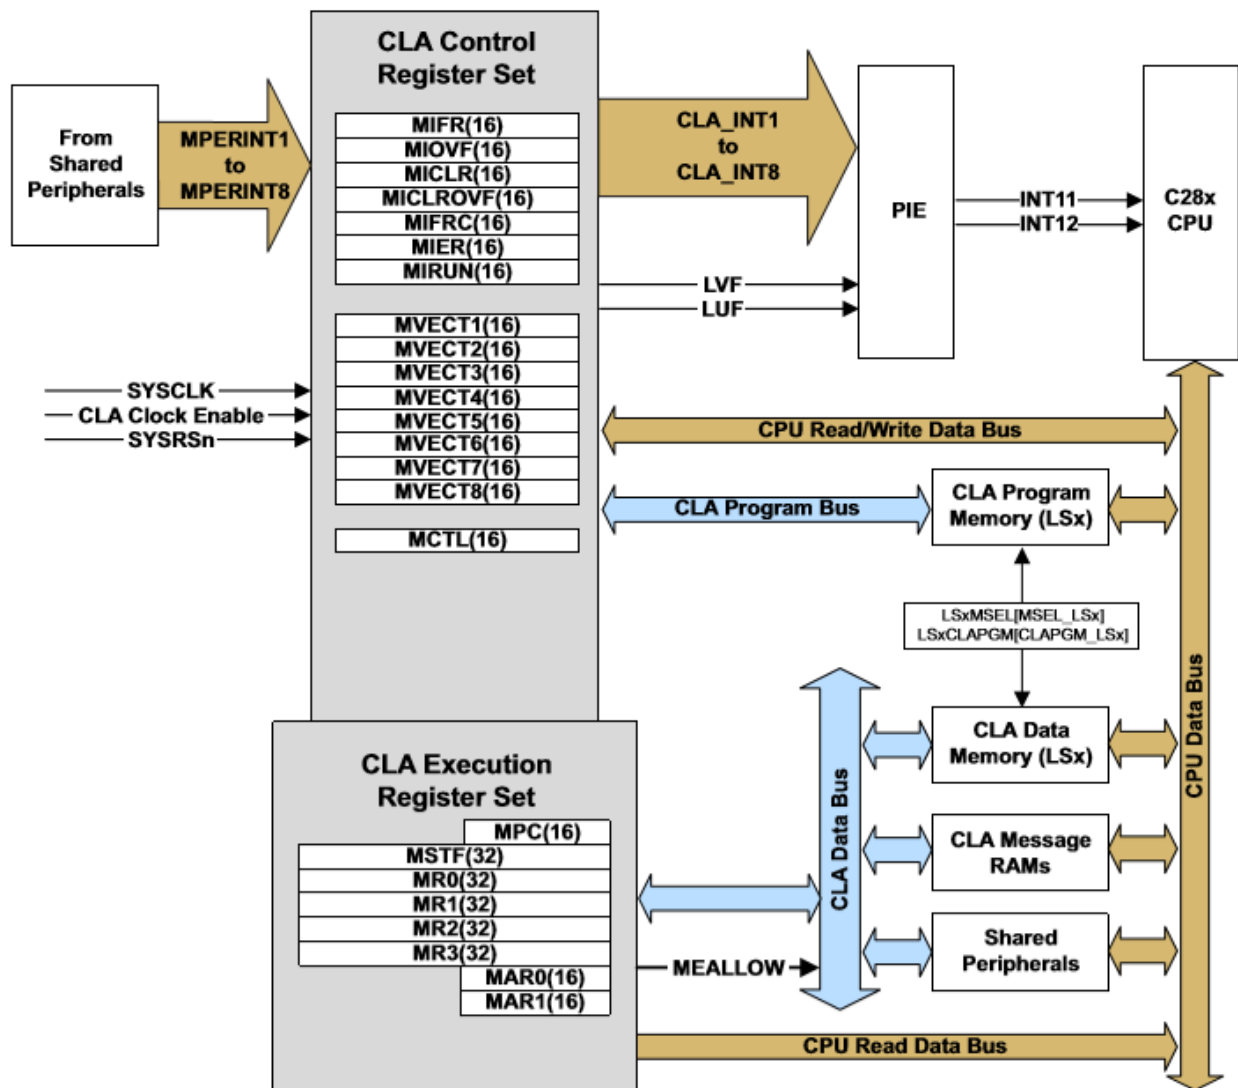 CLA Control
Register Set
From
Shared
Peripherals
MPERINT1
to
MPERINT8
MIFR(16)
MIOVF(16)
MICLR(16)
MICLROVF(16)
MIFRC(16)
MIER(16)
MIRUN(16)
CLA_INT1
to
CLA_INT8
PIE
INT11
INT12
C28x
CPU
LVF
LUF
MVECT1(16)
MVECT2(16)
MVECT3(16)
MVECT4(16)
MVECT5(16)
MVECT6(16)
MVECT7(16)
MVECT8(16)
SYSCLK
CLA Clock Enable
SYSRSn
CPU Read/Write Data Bus
CLA Program Bus
CLA Program
Memory (LSx)
MCTL(16)
LSxMSEL[MSEL_LSx]
LSxCLAPGM[CLAPGM_LSx]
CPU Data Bus
CLA Data Bus
CLA Data
Memory (LSx)
CLA Message
RAMs
Shared
Peripherals
CLA Execution
Register Set
MPC(16)
MSTF(32)
MR0(32)
MR1(32)
MR2(32)
MR3(32)
MAR0(16)
MAR1(16)
MEALLOW
CPU Read Data Bus